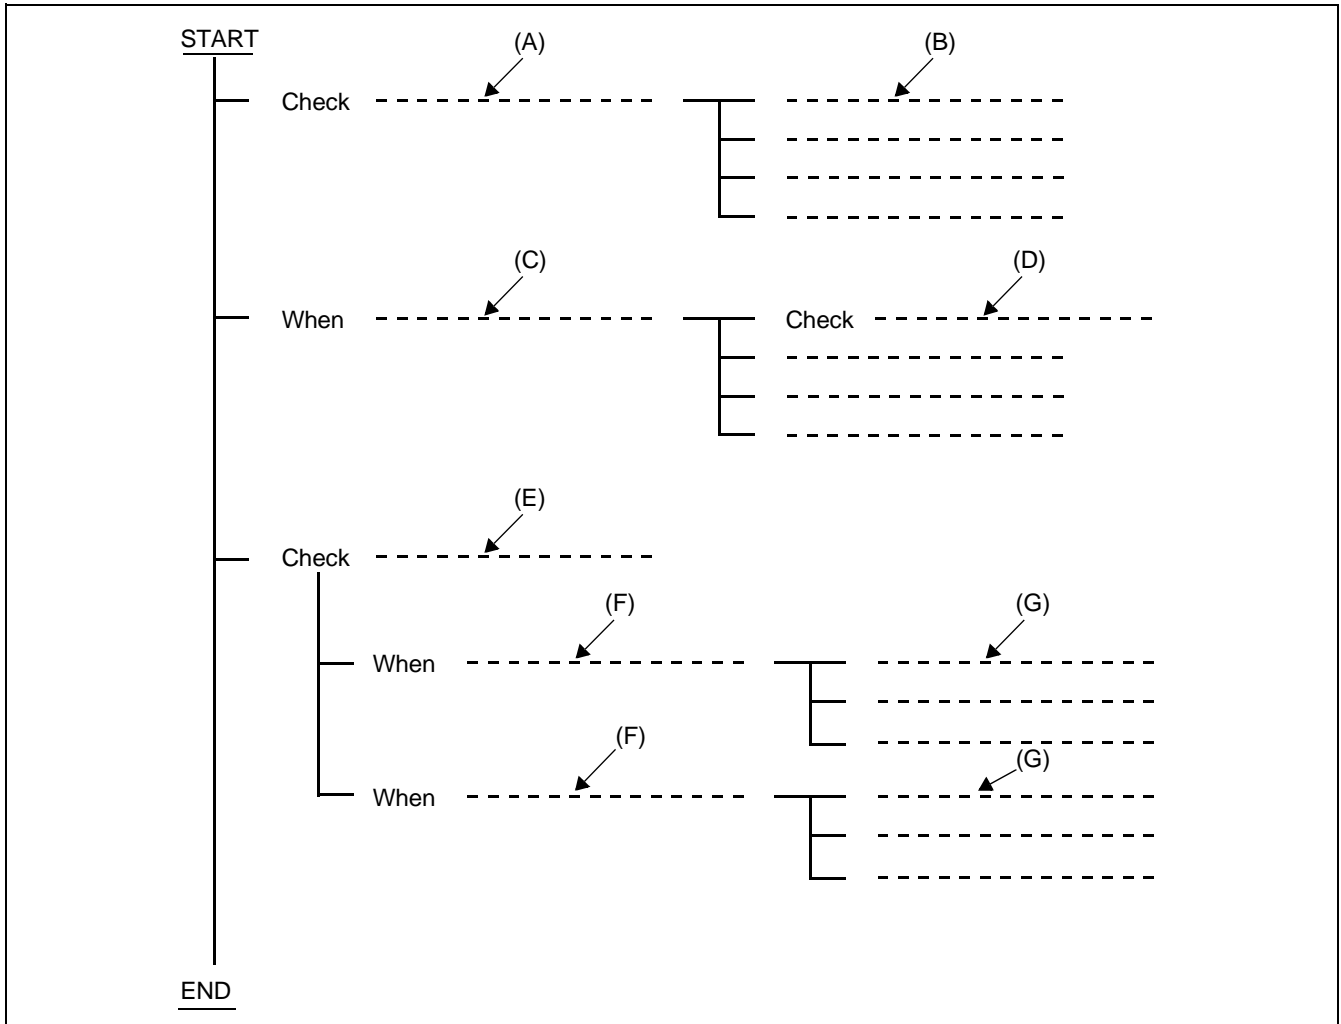 START
(A) (B)
Check
(C) (D)
When Check
(E)
Check
(F) (G)
When
(F)
(G)
When
END